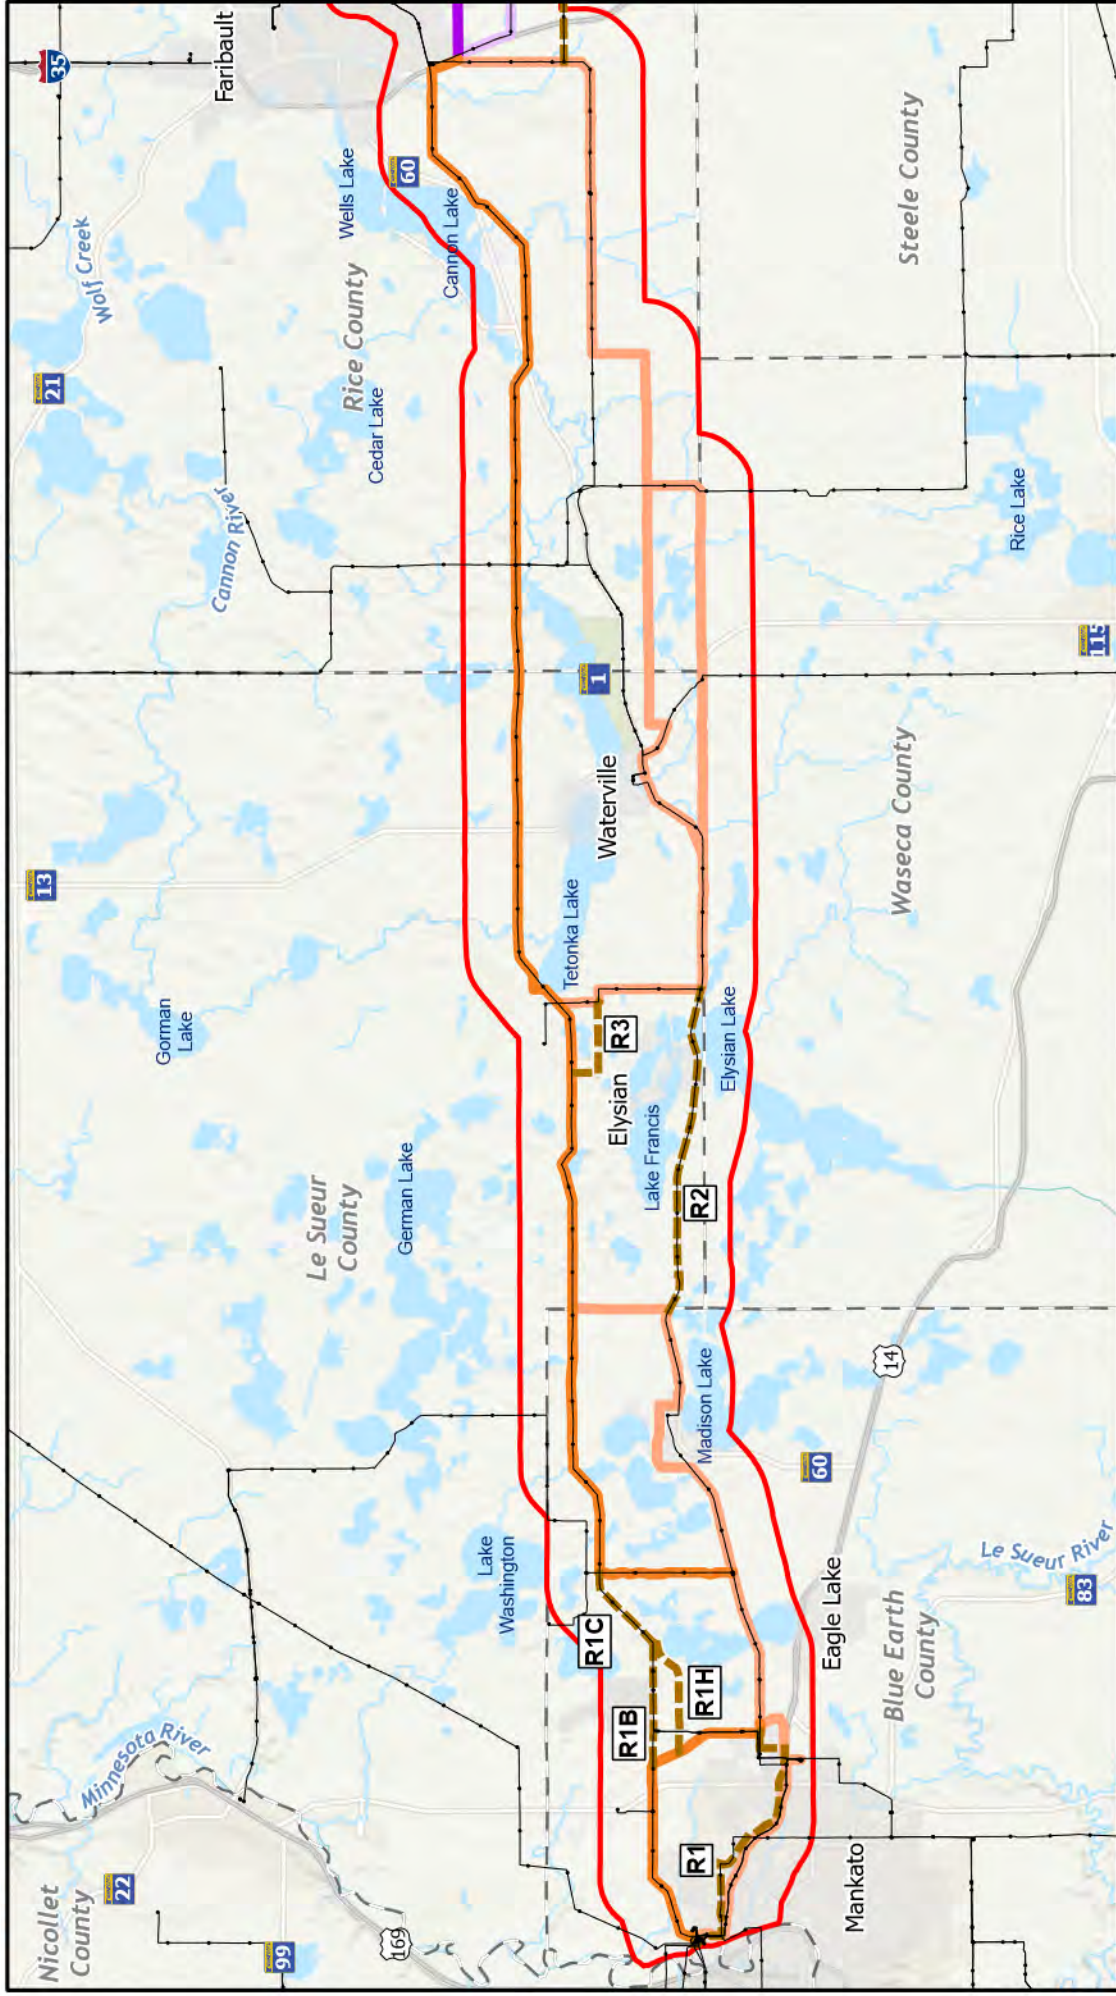 Nicollet
County
22
99
Minnesota River
169
Gorman
Lake
13
21
Wolf Creek
35
Faribault
Cannon River
Le Sueur
County
German Lake
Cedar Lake
Rice County
Wells Lake
60
Cannon Lake
Lake
Washington
R1C
R1B
R1H
R1
Tetonka Lake
Waterville
1
R3
Elysian
Lake Francis
R2
Madison Lake
Elysian Lake
60
Eagle Lake
Mankato
14
Blue Earth
County
Waseca County
Steele County
Le Sueur River
Rice Lake
83